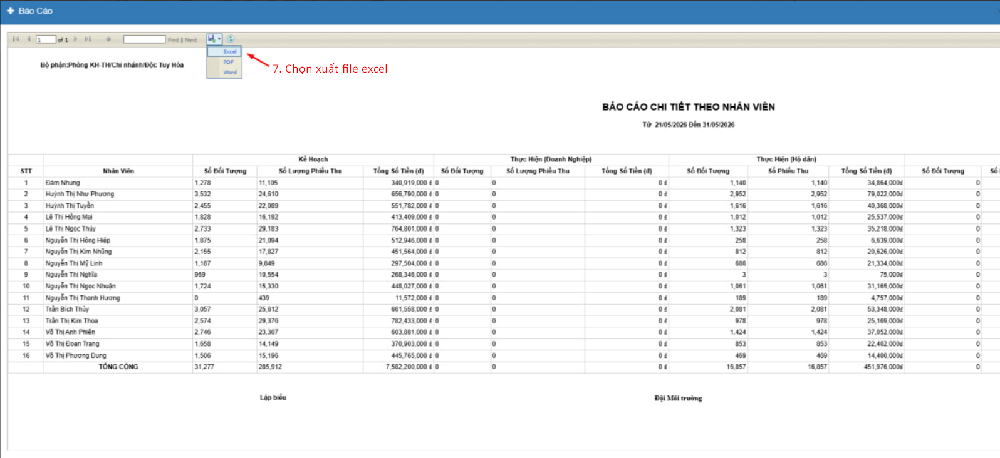 Báo Cáo
1 of 1 Find | Next
Excel
PDF
Word
7. Chọn xuất file excel
Bộ phận:Phòng KH-TH/Chi nhánh/Đội: Tuy Hòa
BÁO CÁO CHI TIẾT THEO NHÂN VIÊN
Từ 21/05/2026 Đến 31/05/2026
Kế Hoạch Thực Hiện (Doanh Nghiệp) Thực Hiện (Hộ dân)
STT Nhân Viên Số Đối Tượng Số Lượng Phiếu Thu Tổng Số Tiền (đ) Số Đối Tượng Số Lượng Phiếu Thu Tổng Số Tiền (đ) Số Đối Tượng Số Phiếu Thu Tổng Số Tiền (đ) Số Đối Tượng Số
1 Đàm Nhung 1,278 11,105 340,919,000 đ 0 0 0 đ 1,140 1,140 34,864,000đ 0
2 Huỳnh Thị Như Phương 3,532 24,610 656,790,000 đ 0 0 0 đ 2,952 2,952 79,022,000đ 0
3 Huỳnh Thị Tuyền 2,455 22,089 551,782,000 đ 0 0 0 đ 1,616 1,616 40,368,000đ 0
4 Lê Thị Hồng Mai 1,828 16,192 413,409,000 đ 0 0 0 đ 1,012 1,012 25,537,000đ 0
5 Lê Thị Ngọc Thủy 2,733 29,183 764,801,000 đ 0 0 0 đ 1,323 1,323 35,218,000đ 0
6 Nguyễn Thị Hồng Hiệp 1,875 21,094 512,946,000 đ 0 0 0 đ 258 258 6,639,000đ 0
7 Nguyễn Thị Kim Nhũng 2,155 17,827 451,564,000 đ 0 0 0 đ 812 812 20,626,000đ 0
8 Nguyễn Thị Mỹ Linh 1,187 9,849 297,504,000 đ 0 0 0 đ 686 686 21,334,000đ 0
9 Nguyễn Thị Nghĩa 969 10,554 268,346,000 đ 0 0 0 đ 3 3 75,000đ 0
10 Nguyễn Thị Ngọc Nhuận 1,724 15,330 448,027,000 đ 0 0 0 đ 1,061 1,061 31,165,000đ 0
11 Nguyễn Thị Thanh Hương 0 439 11,572,000 đ 0 0 0 đ 189 189 4,757,000đ 0
12 Trần Bích Thủy 3,057 25,612 661,558,000 đ 0 0 0 đ 2,081 2,081 53,348,000đ 0
13 Trần Thị Kim Thoa 2,574 29,376 782,433,000 đ 0 0 0 đ 978 978 25,169,000đ 0
14 Võ Thị Anh Phiên 2,746 23,307 603,881,000 đ 0 0 0 đ 1,424 1,424 37,052,000đ 0
15 Võ Thị Đoan Trang 1,658 14,149 370,903,000 đ 0 0 0 đ 853 853 22,402,000đ 0
16 Võ Thị Phương Dung 1,506 15,196 445,765,000 đ 0 0 0 đ 469 469 14,400,000đ 0
TỔNG CỘNG 31,277 285,912 7,582,200,000 đ 0 0 0 đ 16,857 16,857 451,976,000đ 0
Lập biểu Đội Môi trường